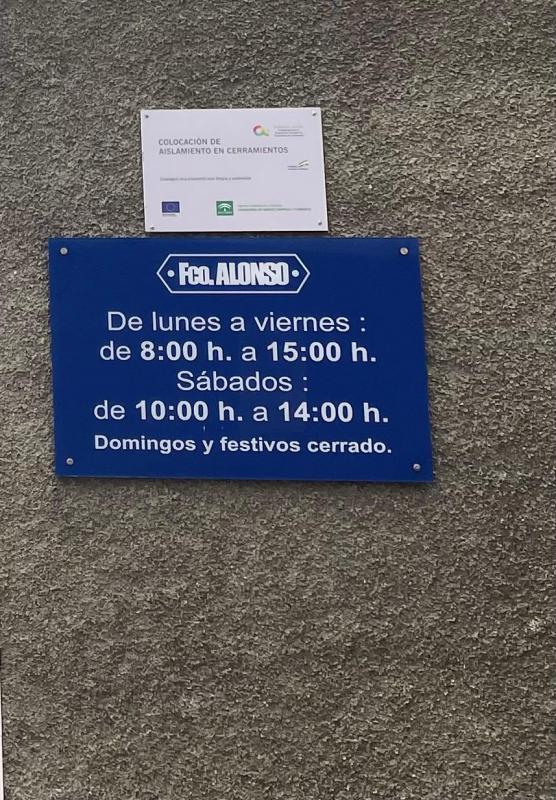 COLOCACIÓN DE
AISLAMIENTO EN CERRAMIENTOS
Fco. ALONSO
De lunes a viernes :
de 8:00 h. a 15:00 h.
Sábados :
de 10:00 h. a 14:00 h.
Domingos y festivos cerrado.